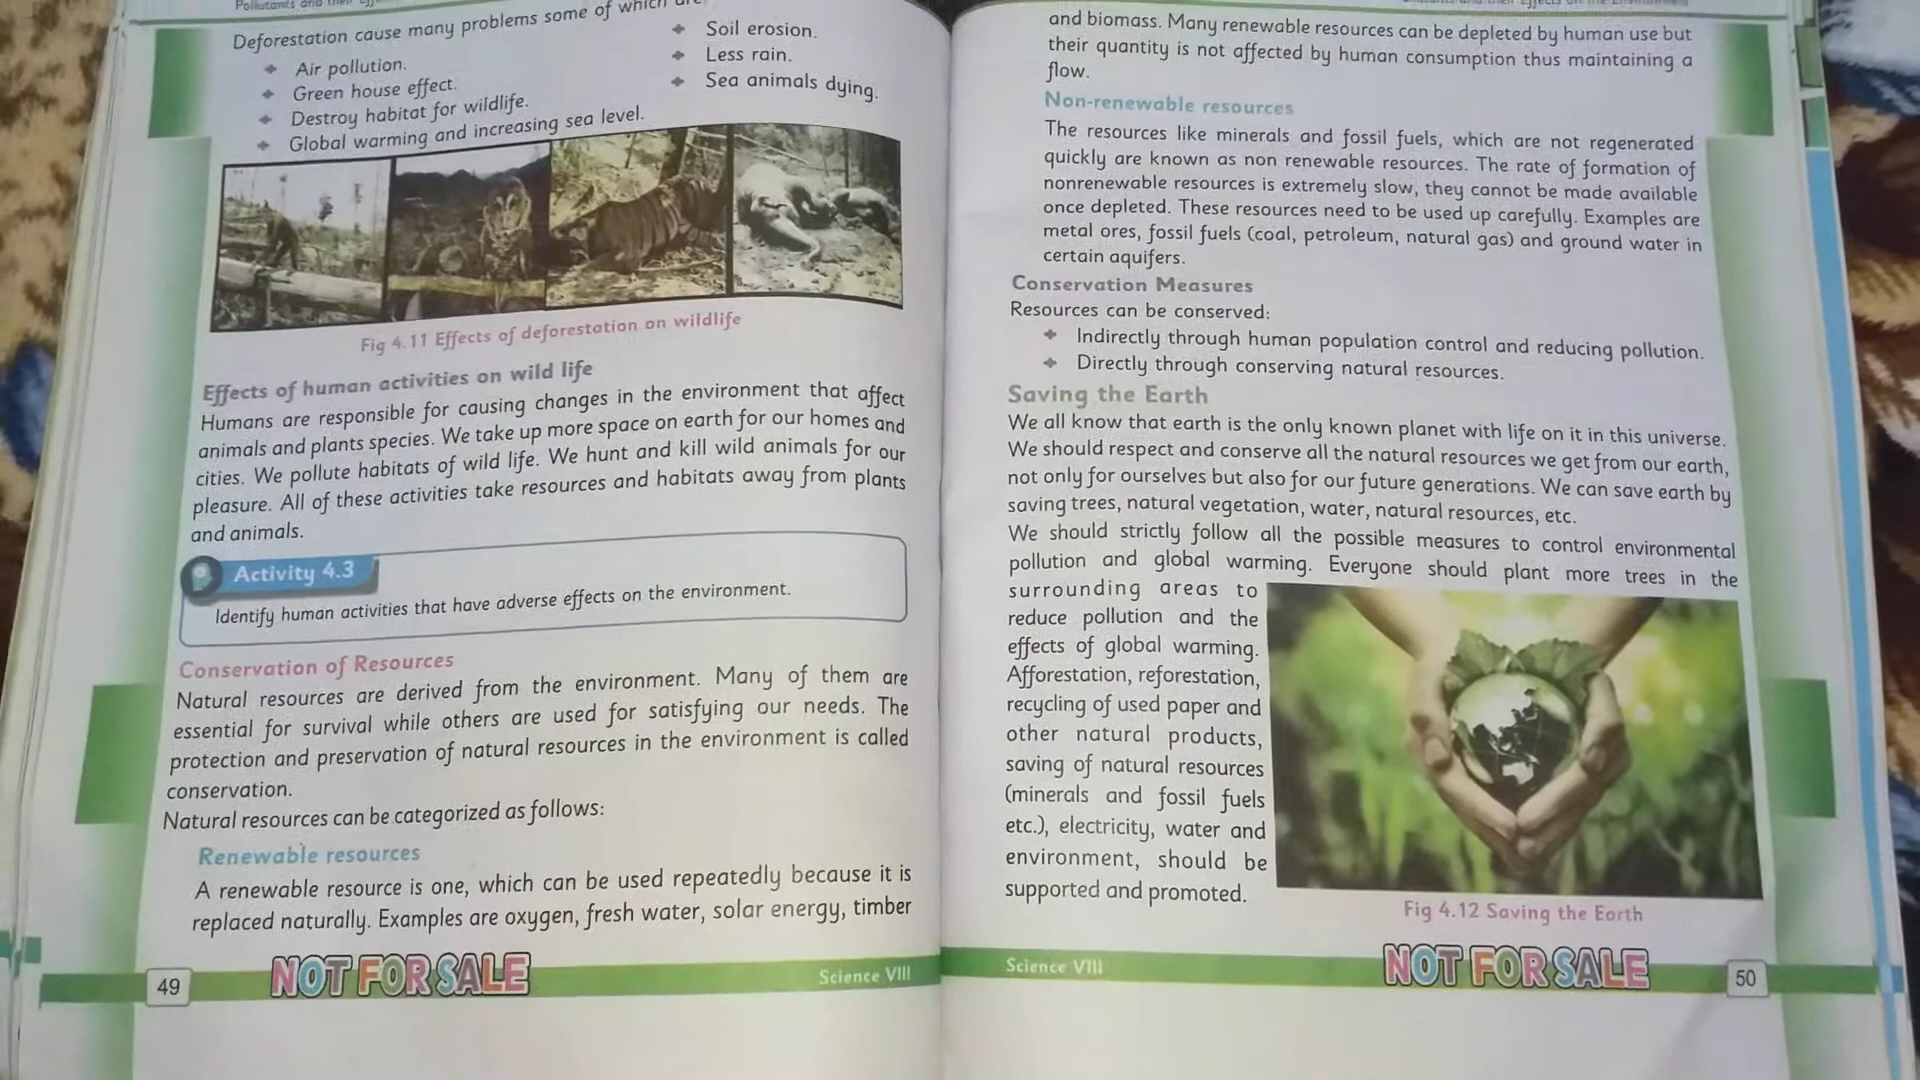 Deforestation cause many problems some of which are
Air pollution.
Green house effect.
Destroy habitat for wildlife.
Global warming and increasing sea level.
Soil erosion.
Less rain.
Sea animals dying.
Fig 4.11 Effects of deforestation on wildlife
Effects of human activities on wild life
Humans are responsible for causing changes in the environment that affect
animals and plants species. We take up more space on earth for our homes and
cities. We pollute habitats of wild life. We hunt and kill wild animals for our
pleasure. All of these activities take resources and habitats away from plants
and animals.
Activity 4.3
Identify human activities that have adverse effects on the environment.
Conservation of Resources
Natural resources are derived from the environment. Many of them are
essential for survival while others are used for satisfying our needs. The
protection and preservation of natural resources in the environment is called
conservation.
Natural resources can be categorized as follows:
Renewable resources
A renewable resource is one, which can be used repeatedly because it is
replaced naturally. Examples are oxygen, fresh water, solar energy, timber
49
NOT FOR SALE
Science VIII
and biomass. Many renewable resources can be depleted by human use but
their quantity is not affected by human consumption thus maintaining a
flow.
Non-renewable resources
The resources like minerals and fossil fuels, which are not regenerated
quickly are known as non renewable resources. The rate of formation of
nonrenewable resources is extremely slow, they cannot be made available
once depleted. These resources need to be used up carefully. Examples are
metal ores, fossil fuels (coal, petroleum, natural gas) and ground water in
certain aquifers.
Conservation Measures
Resources can be conserved:
Indirectly through human population control and reducing pollution.
Directly through conserving natural resources.
Saving the Earth
We all know that earth is the only known planet with life on it in this universe.
We should respect and conserve all the natural resources we get from our earth,
not only for ourselves but also for our future generations. We can save earth by
saving trees, natural vegetation, water, natural resources, etc.
We should strictly follow all the possible measures to control environmental
pollution and global warming. Everyone should plant more trees in the
surrounding areas to
reduce pollution and the
effects of global warming.
Afforestation, reforestation,
recycling of used paper and
other natural products,
saving of natural resources
(minerals and fossil fuels
etc.), electricity, water and
environment, should be
supported and promoted.
Fig 4.12 Saving the Earth
Science VIII
NOT FOR SALE
50